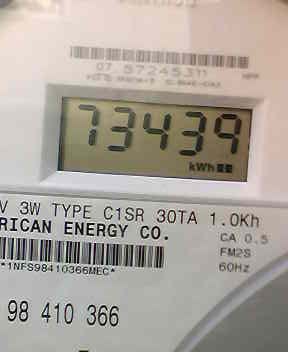 07 57245311
73439
kWh
V 3W TYPE C1SR 30TA 1.0Kh
RICAN ENERGY CO.
CA 0.5
FM2S
60Hz
*1NFS98410366MEC*
98 410 366